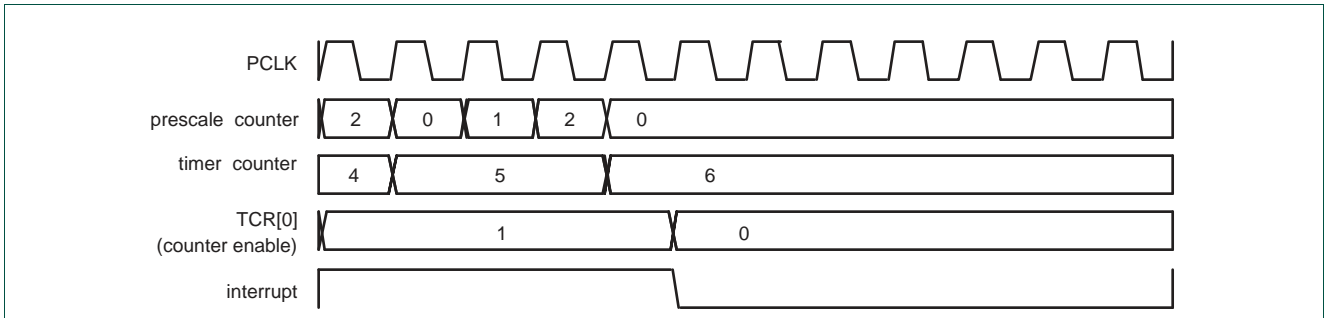 PCLK
prescale counter 2 0 1 2 0
timer counter 4 5 6
TCR[0]
(counter enable) 1 0
interrupt